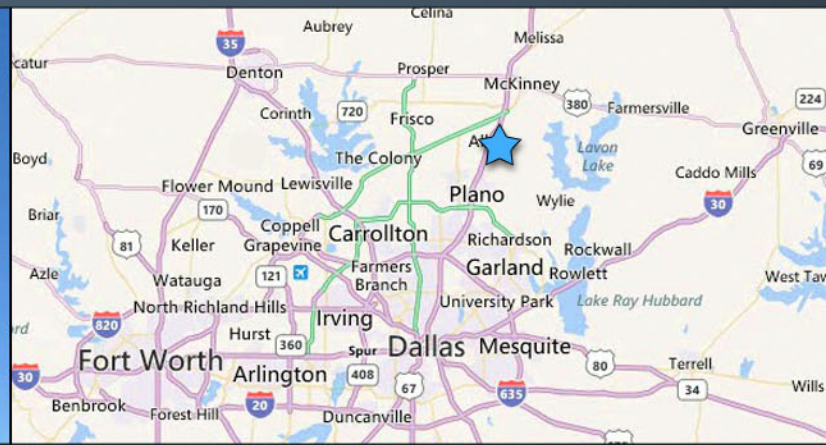 Celina
Aubrey
35
Melissa
catur
Denton
Prosper
McKinney
Corinth
720
Frisco
380
Farmersville
224
Greenville
All
Lavon
Lake
69
Boyd
The Colony
Caddo Mills
Flower Mound
Lewisville
Plano
Wylie
30
Briar
170
Coppell
Carrollton
Richardson
81
Keller
Grapevine
Garland
Rockwall
Rowlett
Azle
Watauga
121
Farmers
Branch
West Taw
North Richland Hills
University Park
Lake Ray Hubbard
rd
820
Irving
Hurst
360
Spur
Dallas
Mesquite
Fort Worth
Arlington
408
80
Terrell
30
67
635
34
Wills
Benbrook
Forest Hill
20
Duncanville